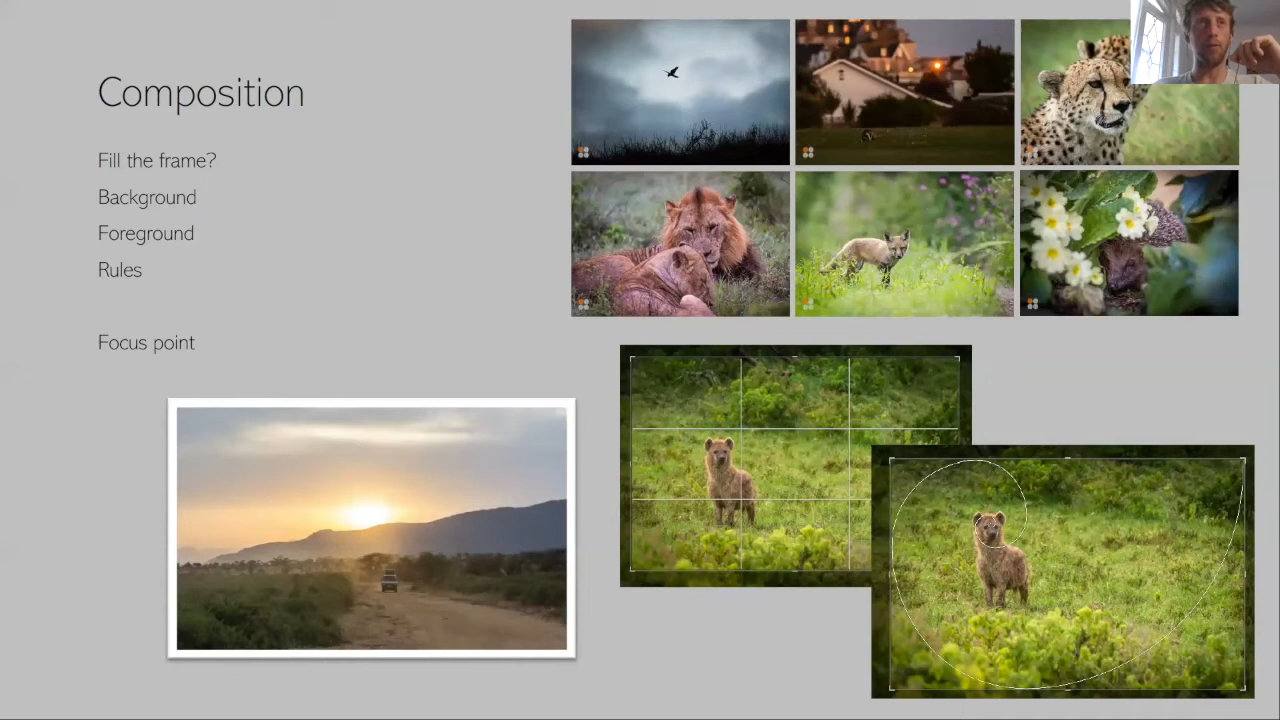 Composition
Fill the frame?
Background
Foreground
Rules
Focus point